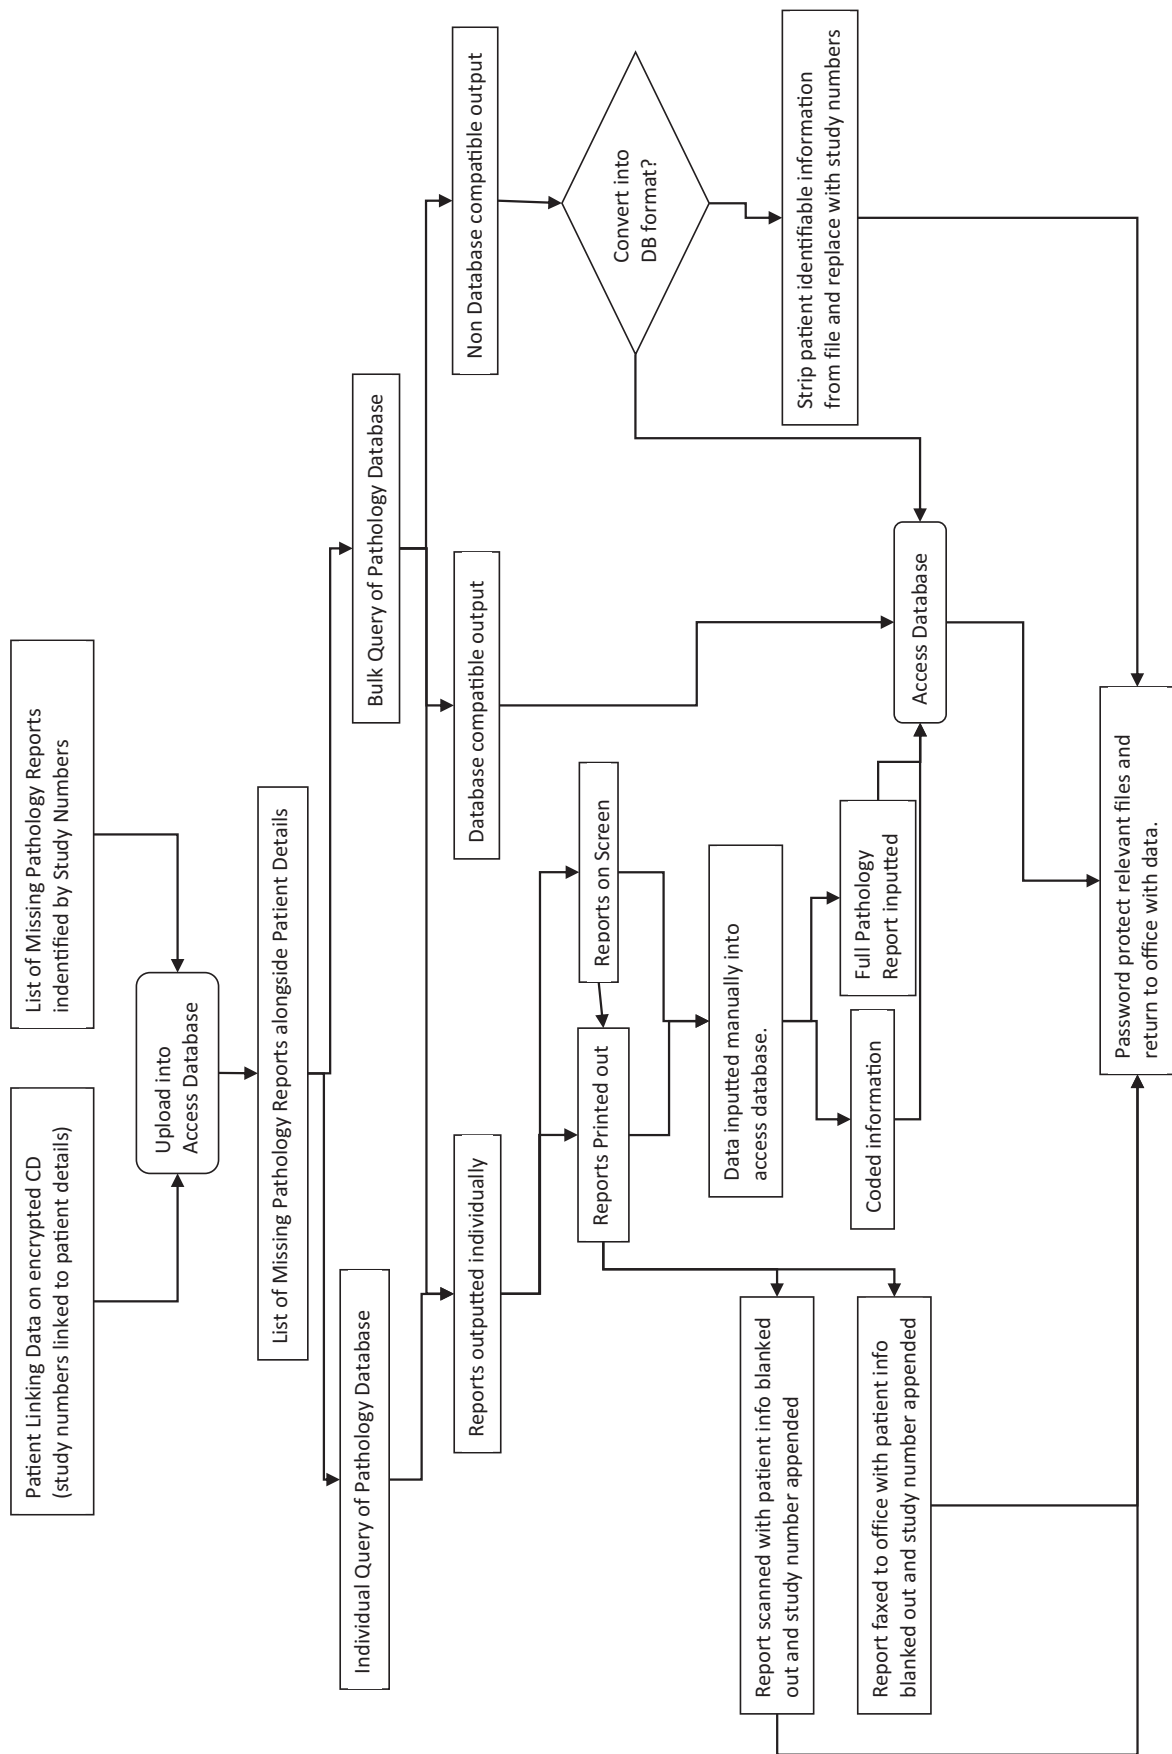 Patient Linking Data on encrypted CD
(study numbers linked to patient details)
List of Missing Pathology Reports
indentified by Study Numbers
Upload into
Access Database
List of Missing Pathology Reports alongside Patient Details
Individual Query of Pathology Database
Bulk Query of Pathology Database
Reports outputted individually
Database compatible output
Non Database compatible output
Reports Printed out
Reports on Screen
Convert into
DB format?
Data inputted manually into
access database.
Report scanned with patient info blanked
out and study number appended
Strip patient identifiable information
from file and replace with study numbers
Coded information
Full Pathology
Report inputted
Report faxed to office with patient info
blanked out and study number appended
Access Database
Password protect relevant files and
return to office with data.